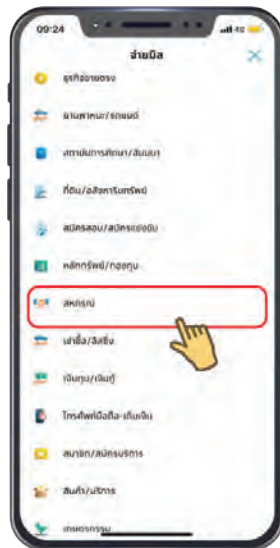 09:24
4G
จ่ายบิล
ธุรกิจขายตรง
ยานพาหนะ/รถยนต์
สถาบันการศึกษา/สัมมนา
ที่ดิน/อสังหาริมทรัพย์
สมัครสอบ/สมัครแข่งขัน
หลักทรัพย์/กองทุน
สหกรณ์
เช่าซื้อ/ลิสซิ่ง
เงินทุน/เงินกู้
โทรศัพท์มือถือ-เติมเงิน
สมาชิก/สมัครบริการ
สินค้า/บริการ
เกษตรกรรม